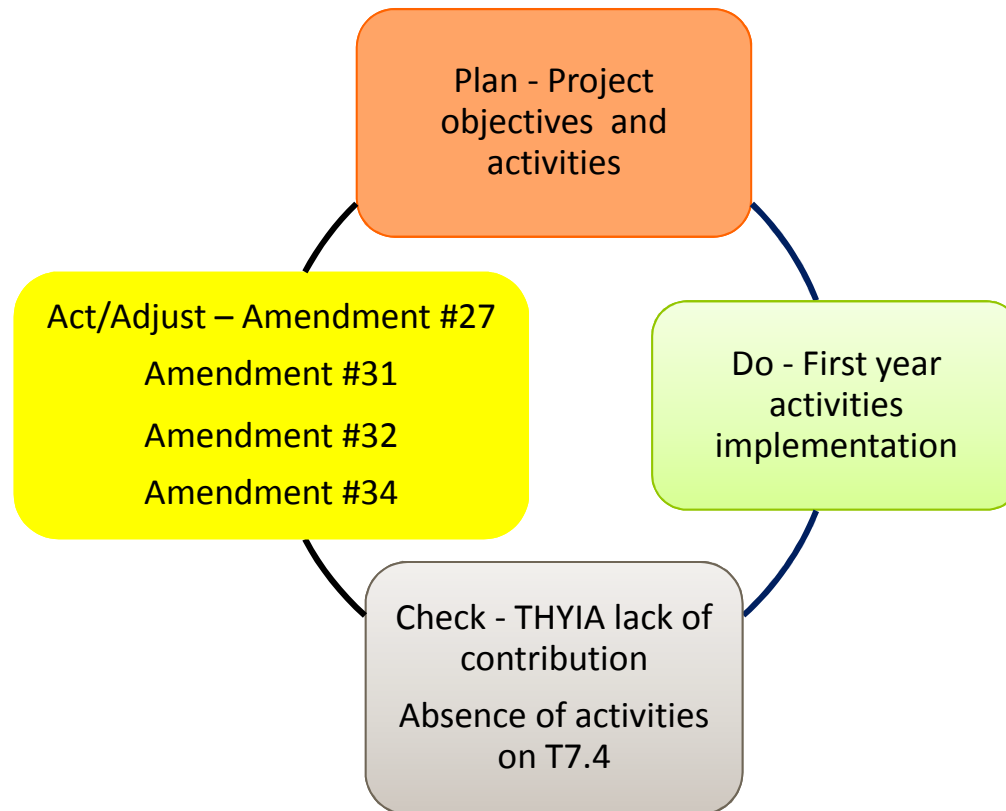 Plan - Project
objectives and
activities
Act/Adjust – Amendment #27
Amendment #31
Amendment #32
Amendment #34
Do - First year
activities
implementation
Check - THYIA lack of
contribution
Absence of activities
on T7.4